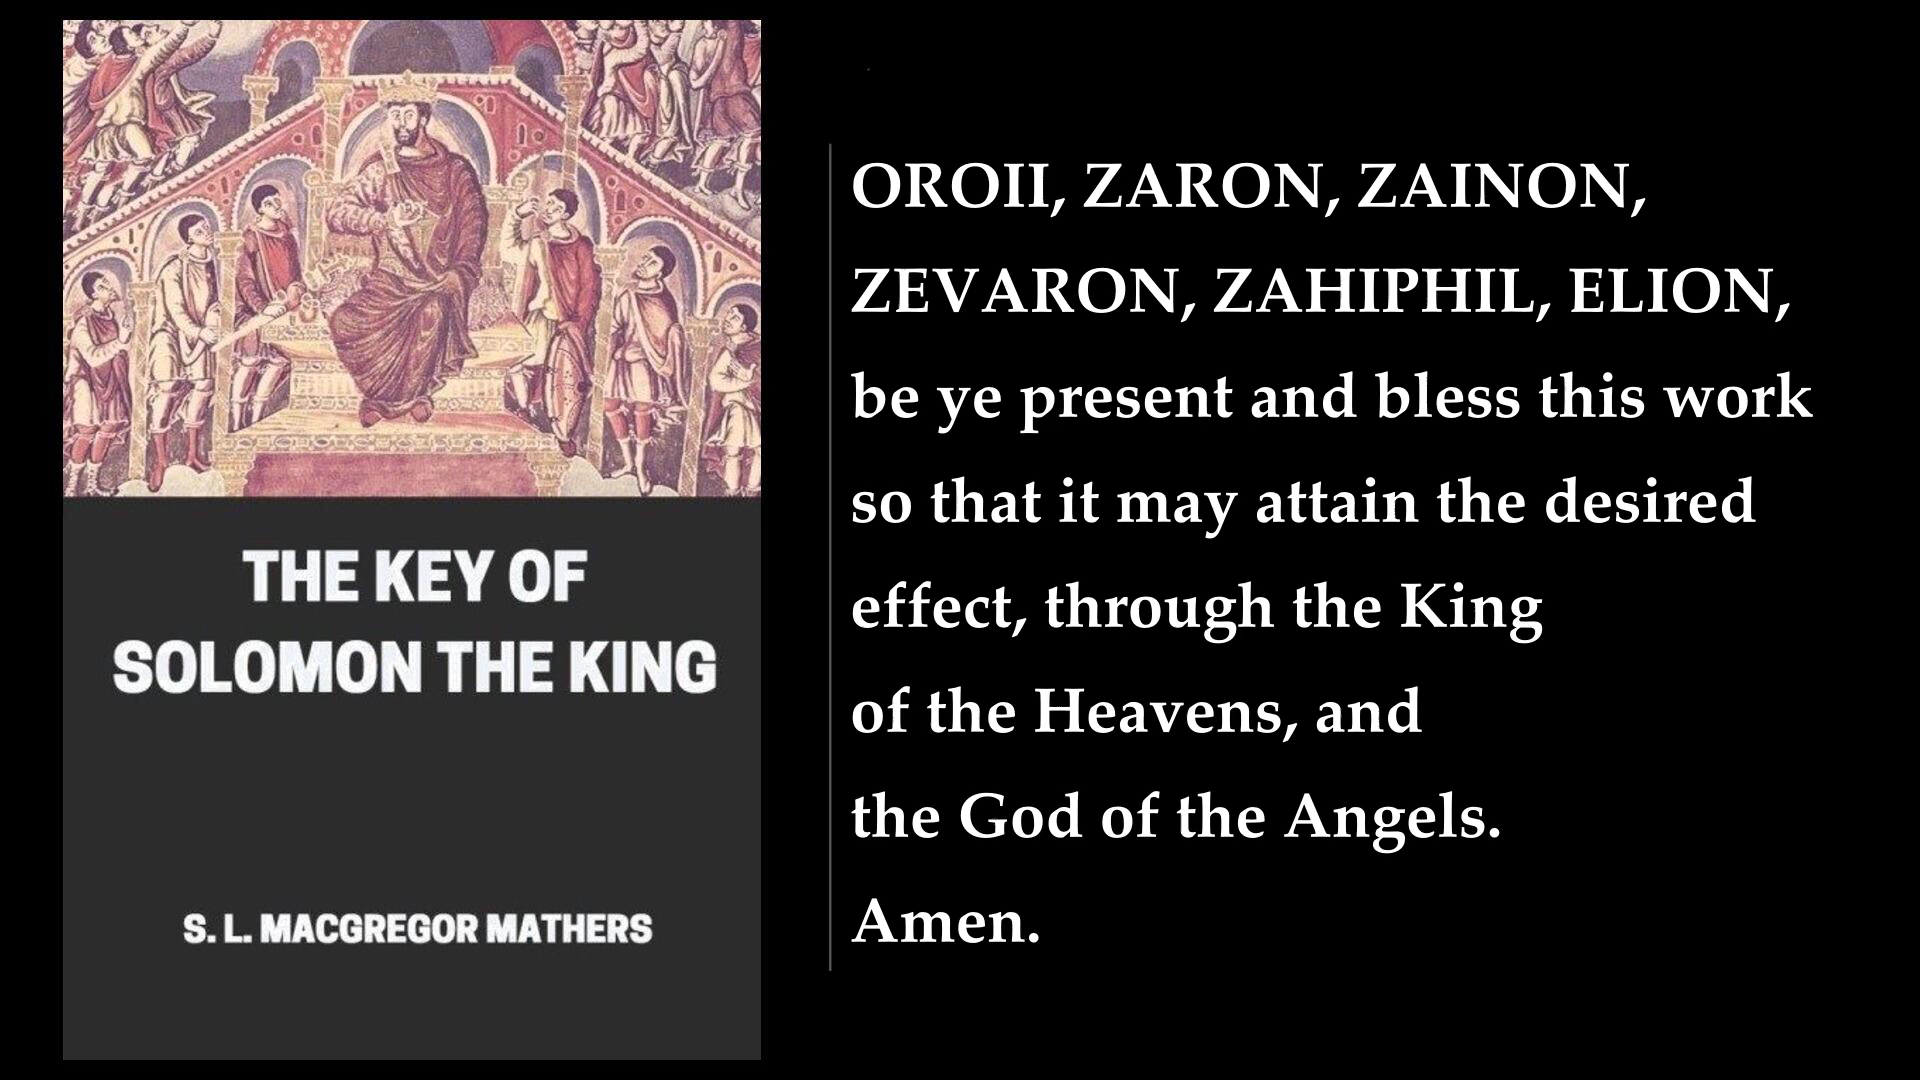 THE KEY OF
SOLOMON THE KING
S. L. MACGREGOR MATHERS
OROII, ZARON, ZAINON,
ZEVARON, ZAHIPHIL, ELION,
be ye present and bless this work
so that it may attain the desired
effect, through the King
of the Heavens, and
the God of the Angels.
Amen.